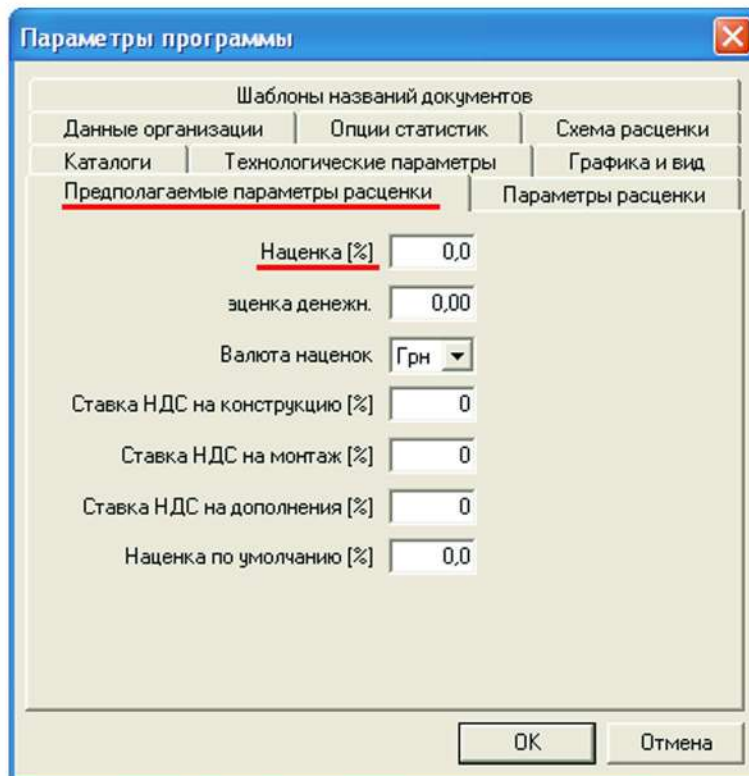 Параметры программы
Шаблоны названий документов
Данные организации Опции статистик Схема расценки
Каталоги Технологические параметры Графика и вид
Предполагаемые параметры расценки Параметры расценки
Наценка [%] 0,0
эценка денежн. 0,00
Валюта наценок Грн
Ставка НДС на конструкцию [%] 0
Ставка НДС на монтаж [%] 0
Ставка НДС на дополнения [%] 0
Наценка по умолчанию [%] 0,0
OK Отмена